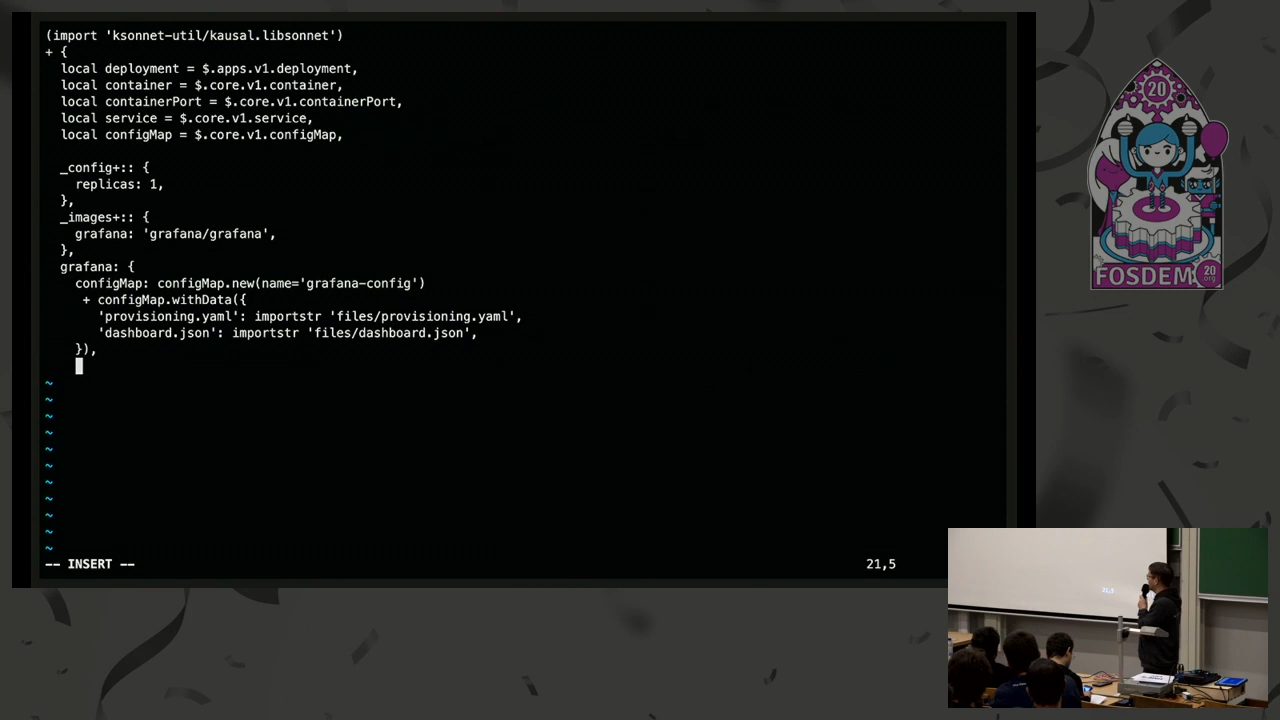 (import 'ksonnet-util/kausal.libsonnet')
+ {
  local deployment = $.apps.v1.deployment,
  local container = $.core.v1.container,
  local containerPort = $.core.v1.containerPort,
  local service = $.core.v1.service,
  local configMap = $.core.v1.configMap,

  _config+:: {
    replicas: 1,
  },
  _images+:: {
    grafana: 'grafana/grafana',
  },
  grafana: {
    configMap: configMap.new(name='grafana-config')
     + configMap.withData({
       'provisioning.yaml': importstr 'files/provisioning.yaml',
       'dashboard.json': importstr 'files/dashboard.json',
    }),
~
~
~
~
~
~
~
~
~
~
~
-- INSERT --
21,5
20
FOSDEM
20
.org
21,5